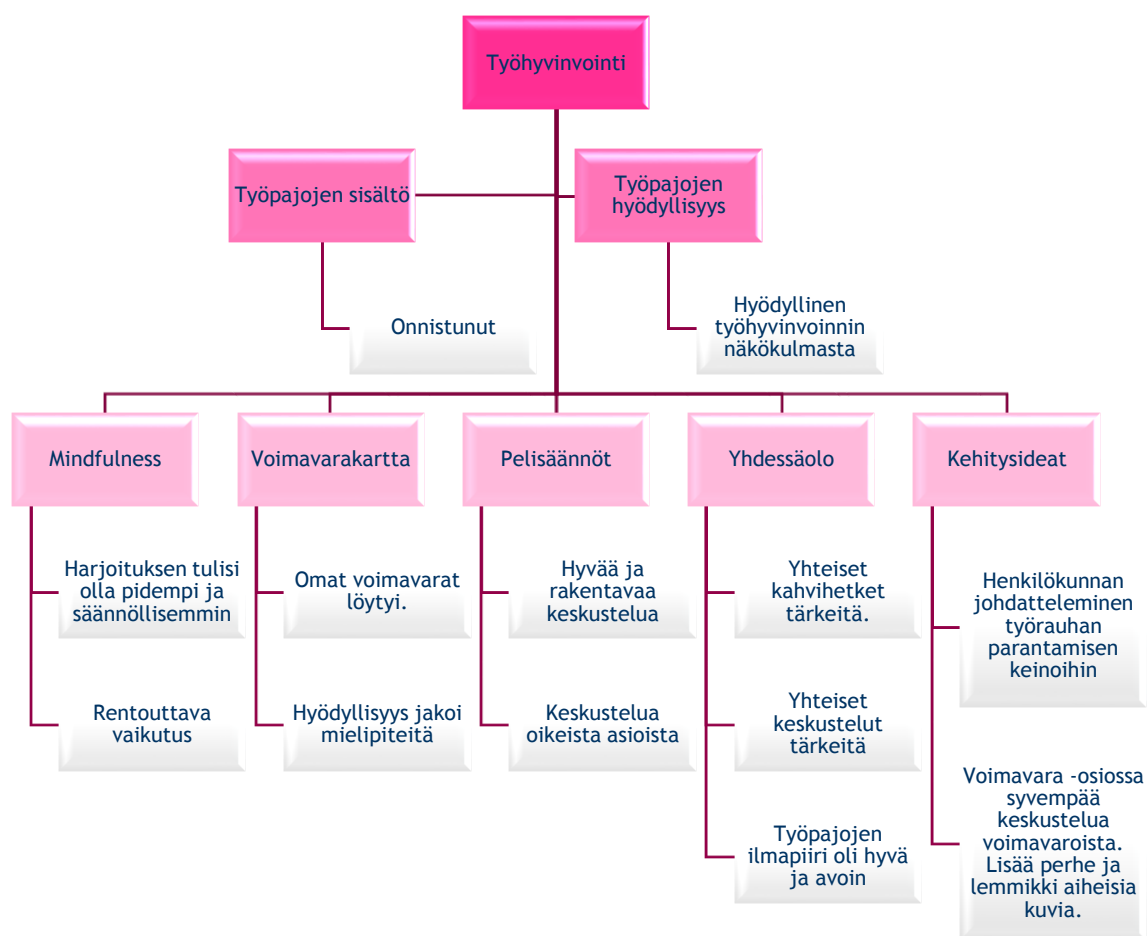 Työhyvinvointi
Työpajojen sisältö
Työpajojen
hyödyllisyys
Onnistunut
Hyödyllinen
työhyvinvoinnin
näkökulmasta
Mindfulness
Voimavarakartta
Pelisäännöt
Yhdessäolo
Kehitysideat
Harjoituksen tulisi
olla pidempi ja
säännöllisemmin
Rentouttava
vaikutus
Omat voimavarat
löytyi.
Hyödyllisyys jakoi
mielipiteitä
Hyvää ja
rakentavaa
keskustelua
Keskustelua
oikeista asioista
Yhteiset
kahvihetket
tärkeitä.
Yhteiset
keskustelut
tärkeitä
Työpajojen
ilmapiiri oli hyvä
ja avoin
Henkilökunnan
johdatteleminen
työrauhan
parantamisen
keinoihin
Voimavara -osiossa
syvempää
keskustelua
voimavaroista.
Lisää perhe ja
lemmikki aiheisia
kuvia.